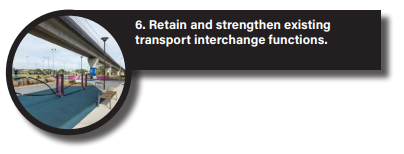 6. Retain and strengthen existing
transport interchange functions.